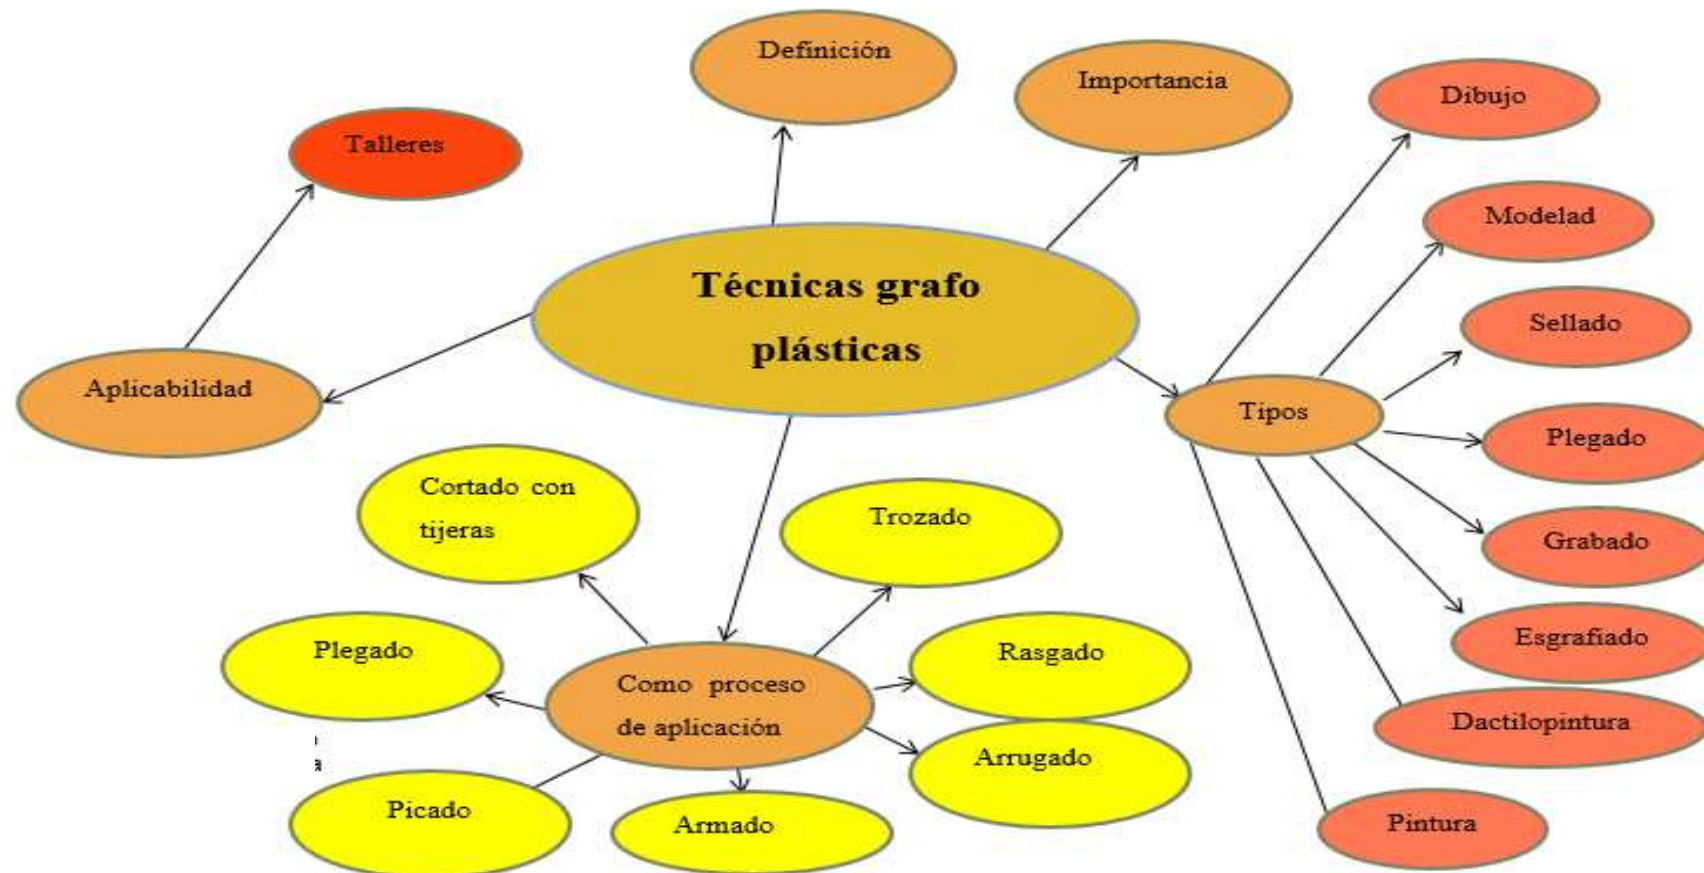 Definición
Importancia
Dibujo
Talleres
Modelad
Técnicas grafo
plásticas
Sellado
Aplicabilidad
Tipos
Plegado
Cortado con
tijeras
Trozado
Grabado
Esgrafiado
Plegado
Rasgado
Como proceso
de aplicación
Dactilopintura
Arrugado
Picado
Armado
Pintura